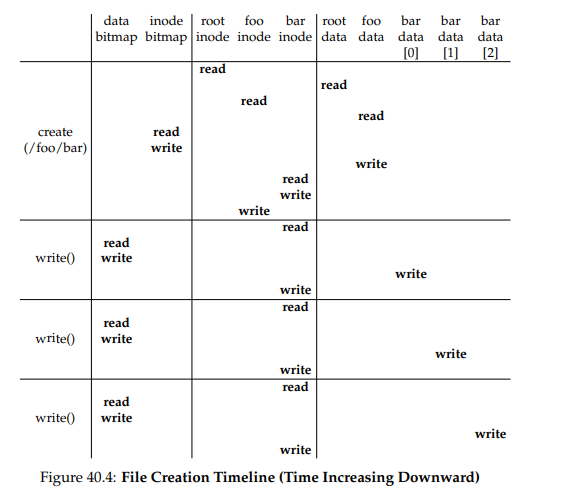 data inode root foo bar root foo bar bar bar
bitmap bitmap inode inode inode data data data data data
[0] [1] [2]
read
read
read
read
create read
(/foo/bar) write
write
read
write
write
read
read
write() write
write
write
read
read
write() write
write
write
read
read
write() write
write
write
Figure 40.4: File Creation Timeline (Time Increasing Downward)